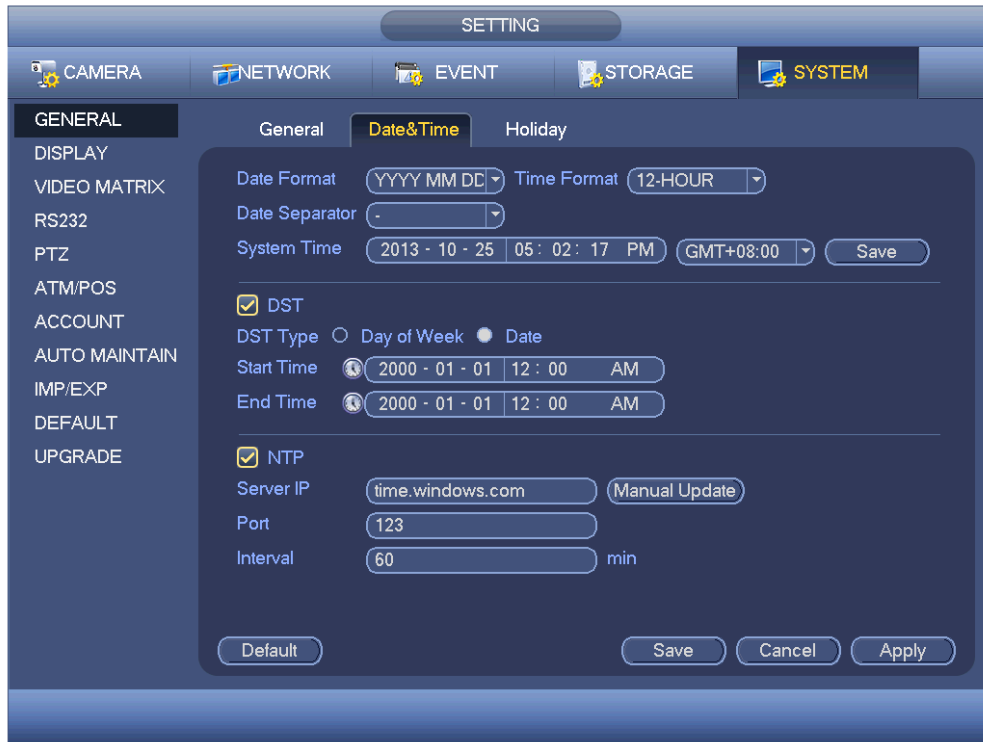 SETTING
CAMERA NETWORK EVENT STORAGE SYSTEM
GENERAL
DISPLAY
VIDEO MATRIX
RS232
PTZ
ATM/POS
ACCOUNT
AUTO MAINTAIN
IMP/EXP
DEFAULT
UPGRADE
General Date&Time Holiday
Date Format YYYY MM DD Time Format 12-HOUR
Date Separator -
System Time 2013 - 10 - 25 05 : 02 : 17 PM GMT+08:00 Save
DST
DST Type Day of Week Date
Start Time 2000 - 01 - 01 12 : 00 AM
End Time 2000 - 01 - 01 12 : 00 AM
NTP
Server IP time.windows.com Manual Update
Port 123
Interval 60 min
Default Save Cancel Apply